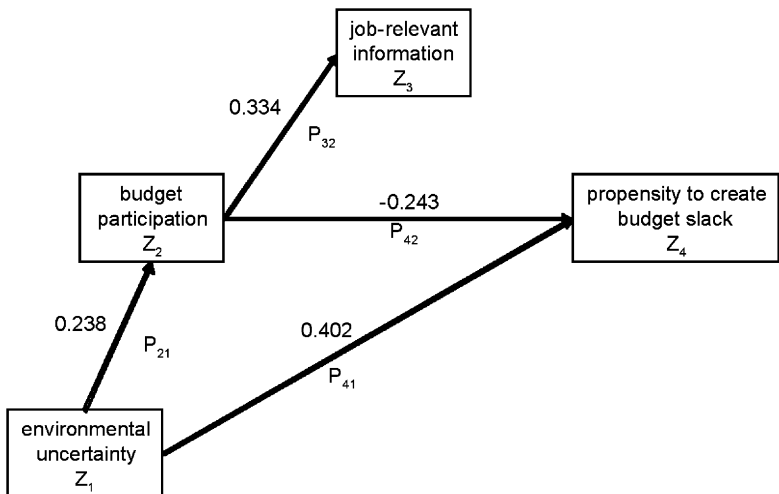 job-relevant
information
Z3
0.334
P32
budget
participation
Z2
-0.243
P42
propensity to create
budget slack
Z4
0.238
P21
0.402
P41
environmental
uncertainty
Z1